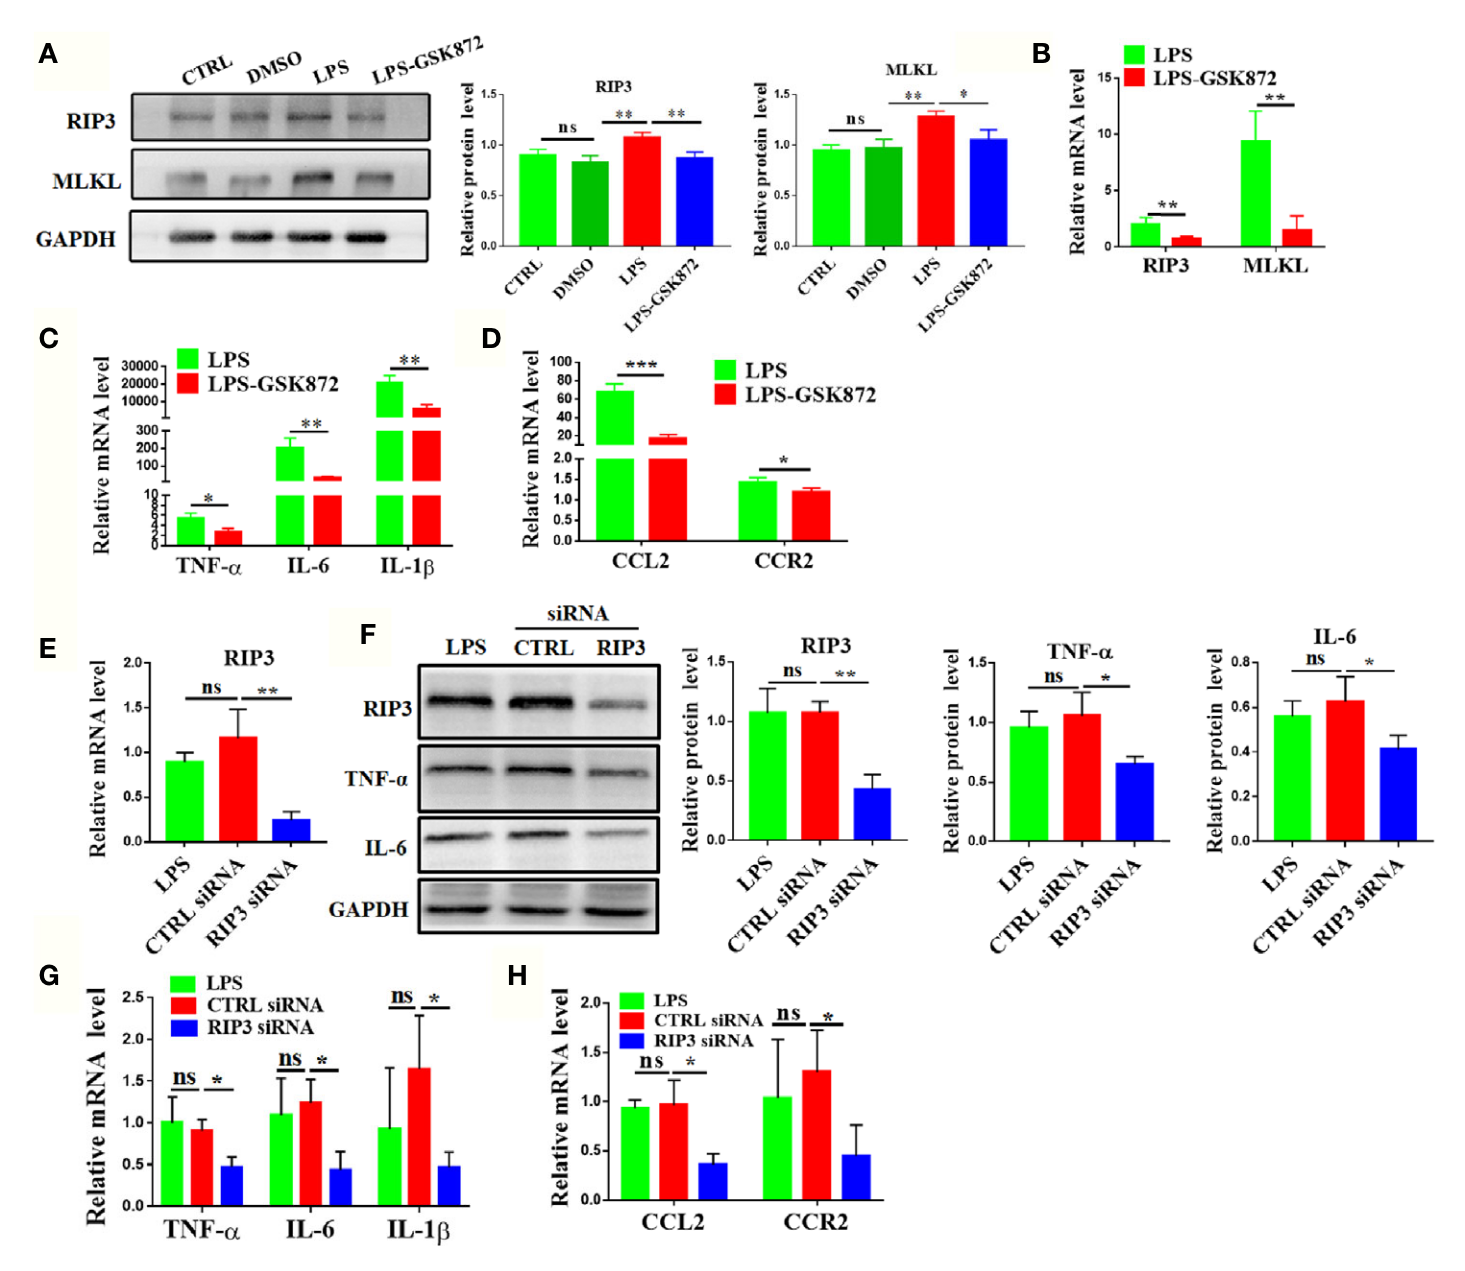 A
CTRL
DMSO
LPS
LPS-GSK872
RIP3
MLKL
GAPDH
RIP3
Relative protein level
1.5
1.0
0.5
0.0
ns
**
**
CTRL
DMSO
LPS
LPS-GSK872
MLKL
Relative protein level
1.5
1.0
0.5
0.0
ns
**
*
CTRL
DMSO
LPS
LPS-GSK872
B
LPS
LPS-GSK872
Relative mRNA level
15
10
5
0
**
**
RIP3
MLKL
C
LPS
LPS-GSK872
Relative mRNA level
30000
20000
10000
300
200
100
10
8
6
4
2
0
*
**
**
TNF-α
IL-6
IL-1β
D
LPS
LPS-GSK872
Relative mRNA level
100
80
60
40
20
2.0
1.5
1.0
0.5
0.0
***
*
CCL2
CCR2
E
RIP3
Relative mRNA level
2.0
1.5
1.0
0.5
0.0
ns
**
LPS
CTRL siRNA
RIP3 siRNA
F
siRNA
LPS
CTRL
RIP3
RIP3
TNF-α
IL-6
GAPDH
RIP3
Relative protein level
1.5
1.0
0.5
0.0
ns
**
LPS
CTRL siRNA
RIP3 siRNA
TNF-α
Relative protein level
1.5
1.0
0.5
0.0
ns
*
LPS
CTRL siRNA
RIP3 siRNA
IL-6
Relative protein level
0.8
0.6
0.4
0.2
0.0
ns
*
LPS
CTRL siRNA
RIP3 siRNA
G
LPS
CTRL siRNA
RIP3 siRNA
Relative mRNA level
2.5
2.0
1.5
1.0
0.5
0.0
ns
*
ns
*
ns
*
TNF-α
IL-6
IL-1β
H
LPS
CTRL siRNA
RIP3 siRNA
Relative mRNA level
2.0
1.5
1.0
0.5
0.0
ns
*
ns
*
CCL2
CCR2